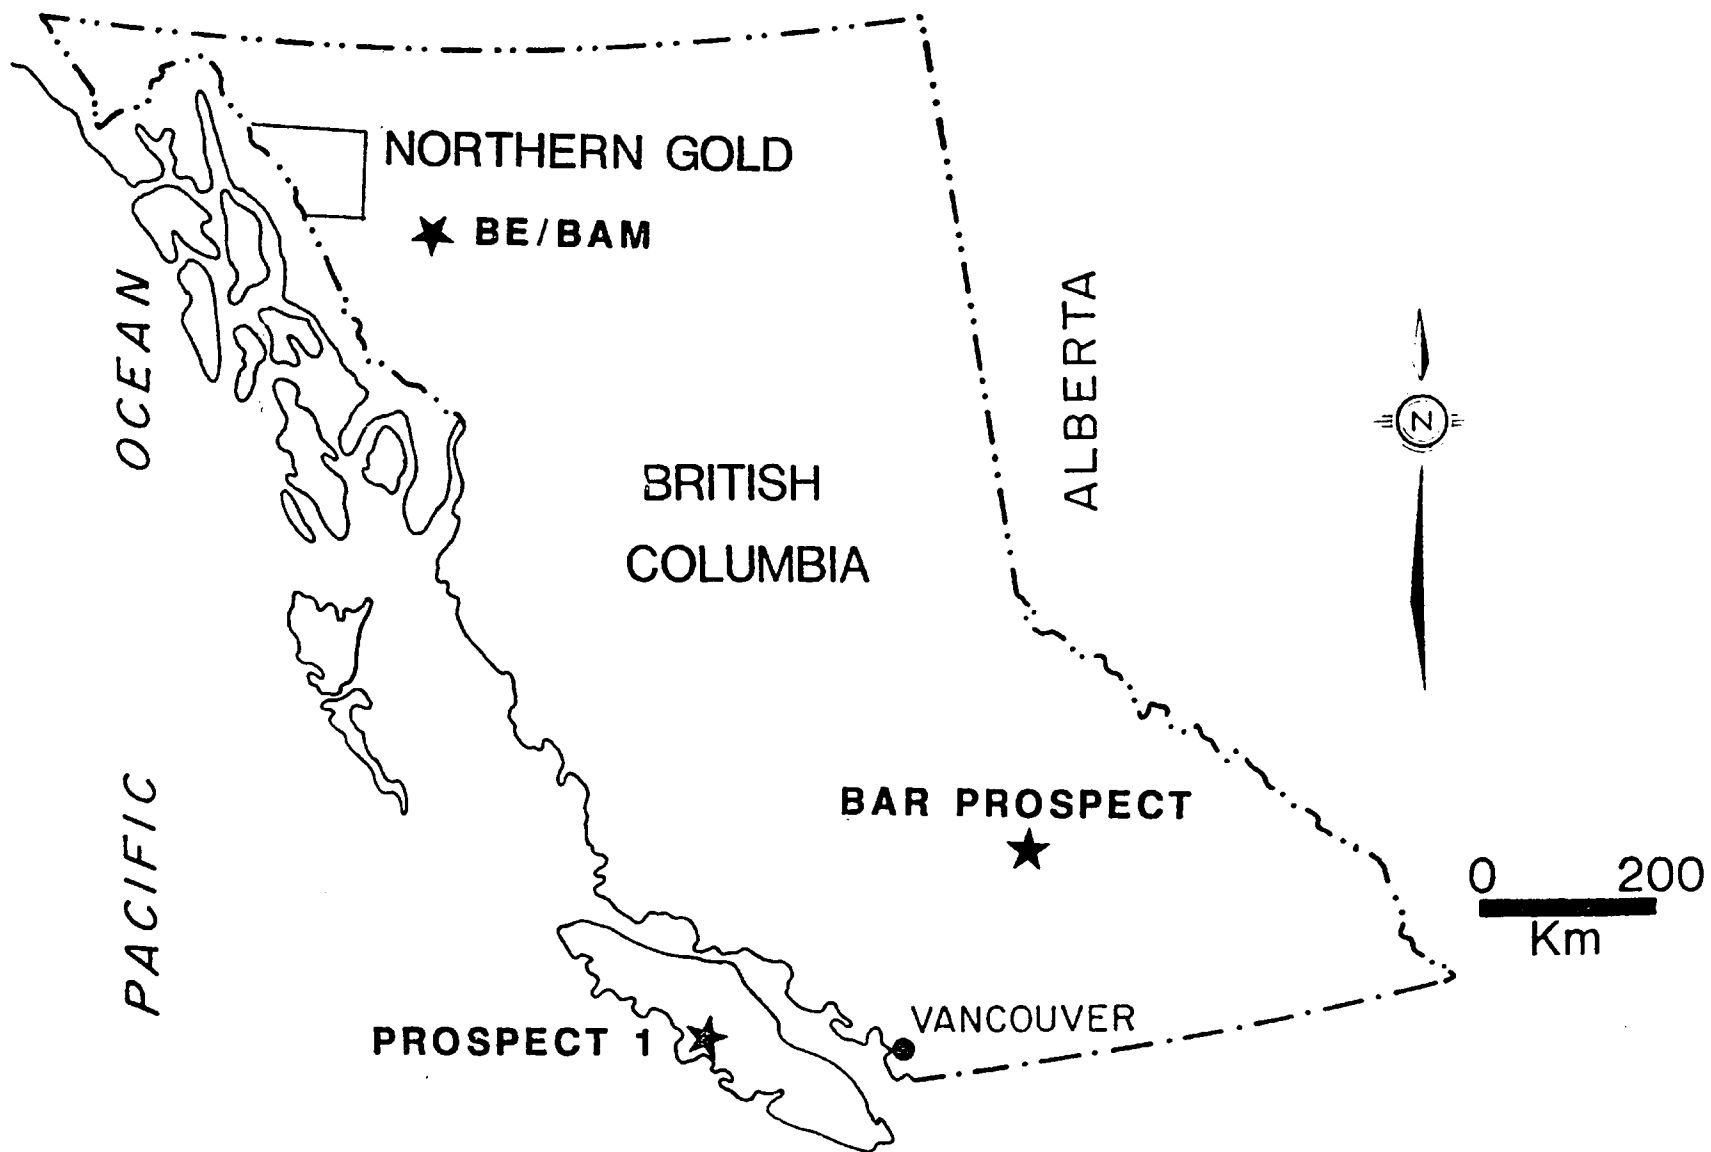 NORTHERN GOLD
BE/BAM
OCEAN
ALBERTA
N
BRITISH
COLUMBIA
BAR PROSPECT
PACIFIC
0 200
Km
VANCOUVER
PROSPECT 1